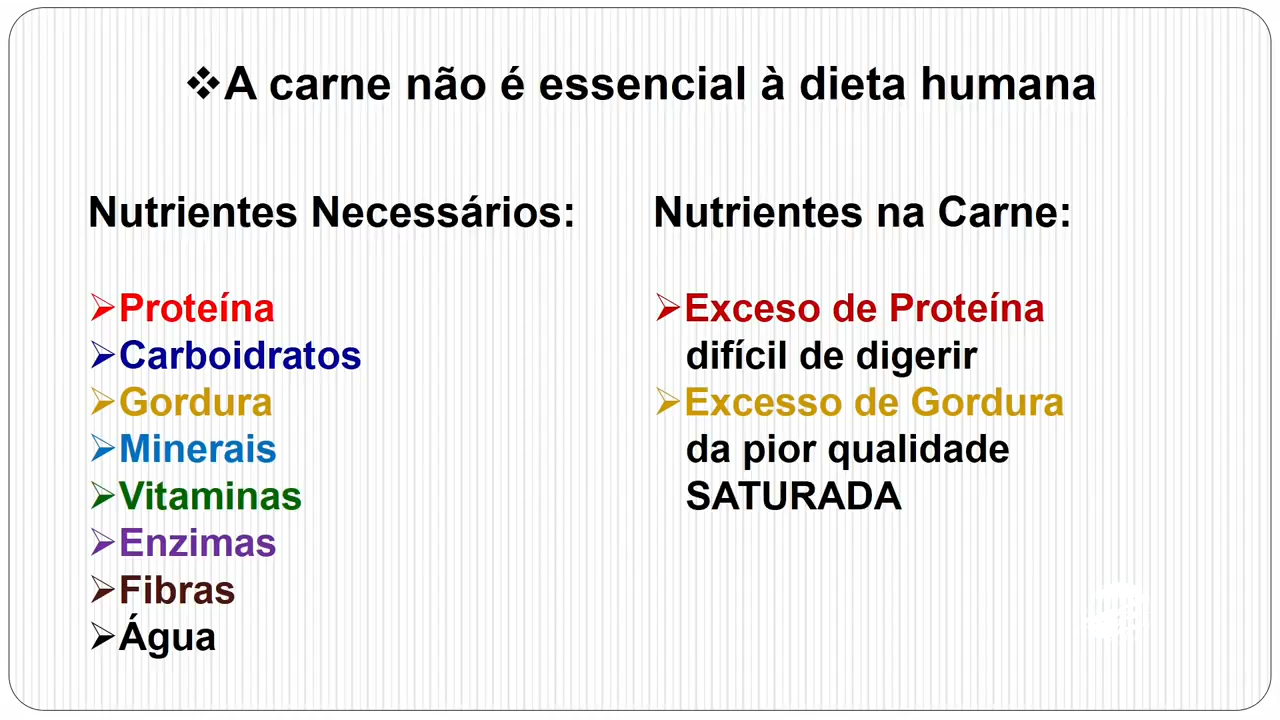 ❖A carne não é essencial à dieta humana
Nutrientes Necessários:
➢Proteína
➢Carboidratos
➢Gordura
➢Minerais
➢Vitaminas
➢Enzimas
➢Fibras
➢Água
Nutrientes na Carne:
➢Exceso de Proteína
difícil de digerir
➢Excesso de Gordura
da pior qualidade
SATURADA